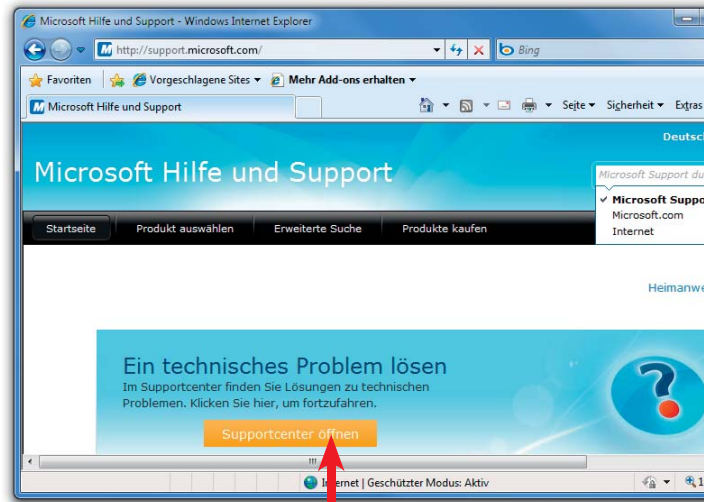 Microsoft Hilfe und Support - Windows Internet Explorer
http://support.microsoft.com/
Bing
Favoriten Vorgeschlagene Sites Mehr Add-ons erhalten
Microsoft Hilfe und Support
Seite Sicherheit Extras
Microsoft Hilfe und Support
Microsoft Support
Microsoft.com
Internet
Startseite Produkt auswählen Erweiterte Suche Produkte kaufen
Ein technisches Problem lösen
Im Supportcenter finden Sie Lösungen zu technischen
Problemen. Klicken Sie hier, um fortzufahren.
Supportcenter öffnen
Internet | Geschützter Modus: Aktiv